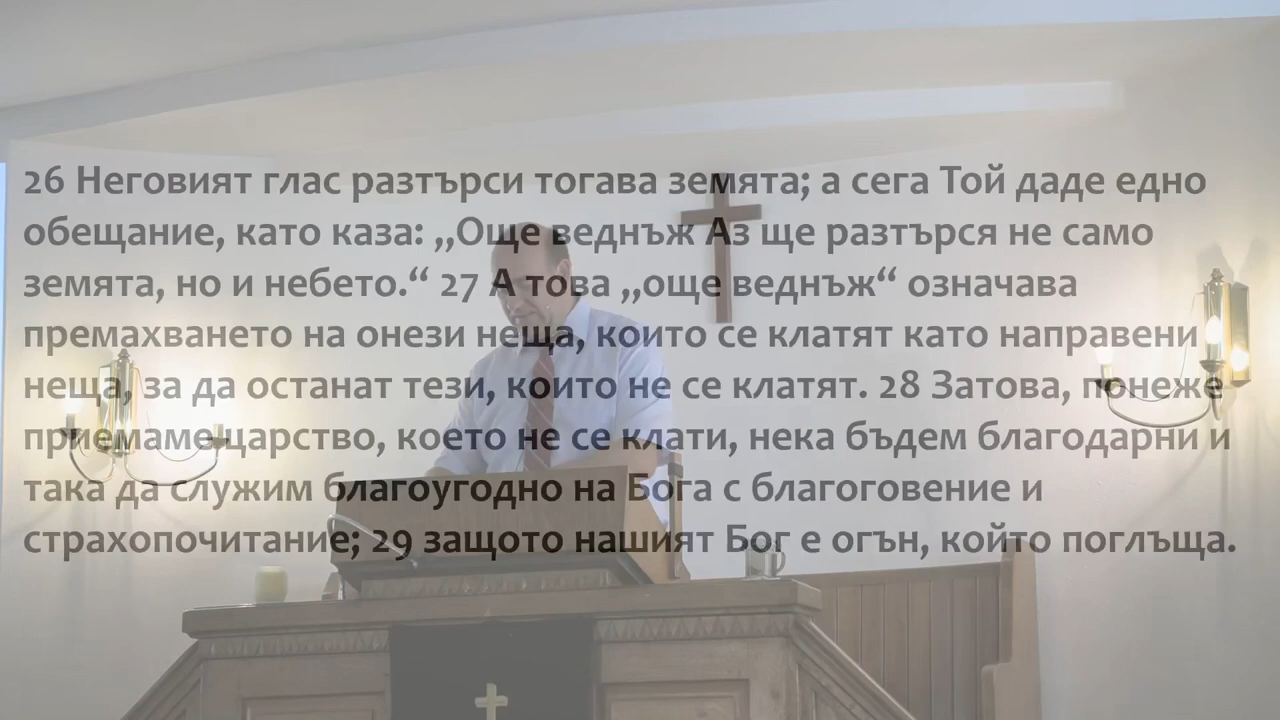 26 Неговият глас разтърси тогава земята; а сега Той даде едно
обещание, като каза: „Още веднъж Аз ще разтърся не само
земята, но и небето.“ 27 А това „още веднъж“ означава
премахването на онези неща, които се клатят като направени
неща, за да останат тези, които не се клатят. 28 Затова, понеже
приемаме царство, което не се клати, нека бъдем благодарни и
така да служим благоугодно на Бога с благоговение и
страхопочитание; 29 защото нашият Бог е огън, който поглъща.